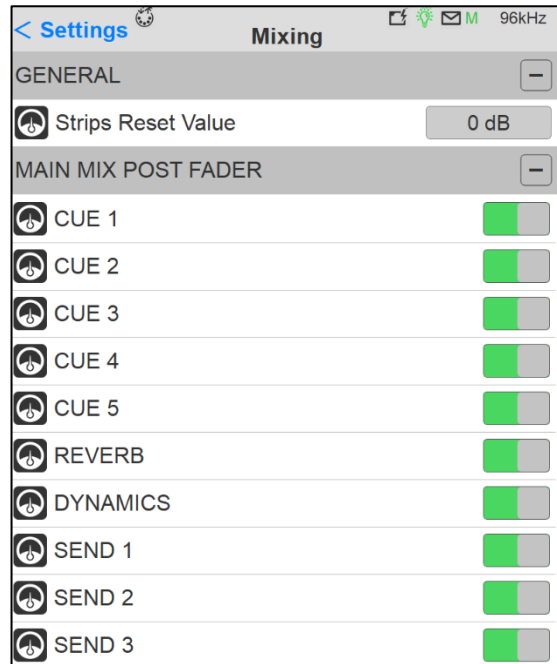 < Settings Mixing M 96kHz
GENERAL −
Strips Reset Value 0 dB
MAIN MIX POST FADER −
CUE 1
CUE 2
CUE 3
CUE 4
CUE 5
REVERB
DYNAMICS
SEND 1
SEND 2
SEND 3